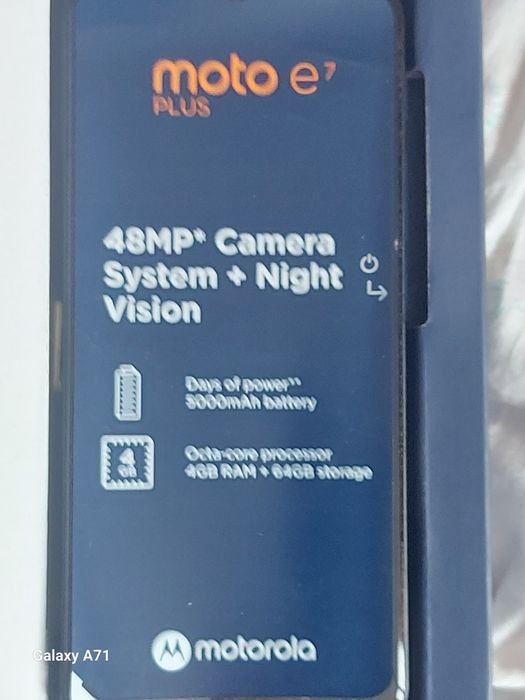 moto e⁷
PLUS
48MP* Camera
System + Night
Vision
Days of power**
5000mAh battery
4
GB
Octa-core processor
4GB RAM + 64GB storage
motorola
Galaxy A71